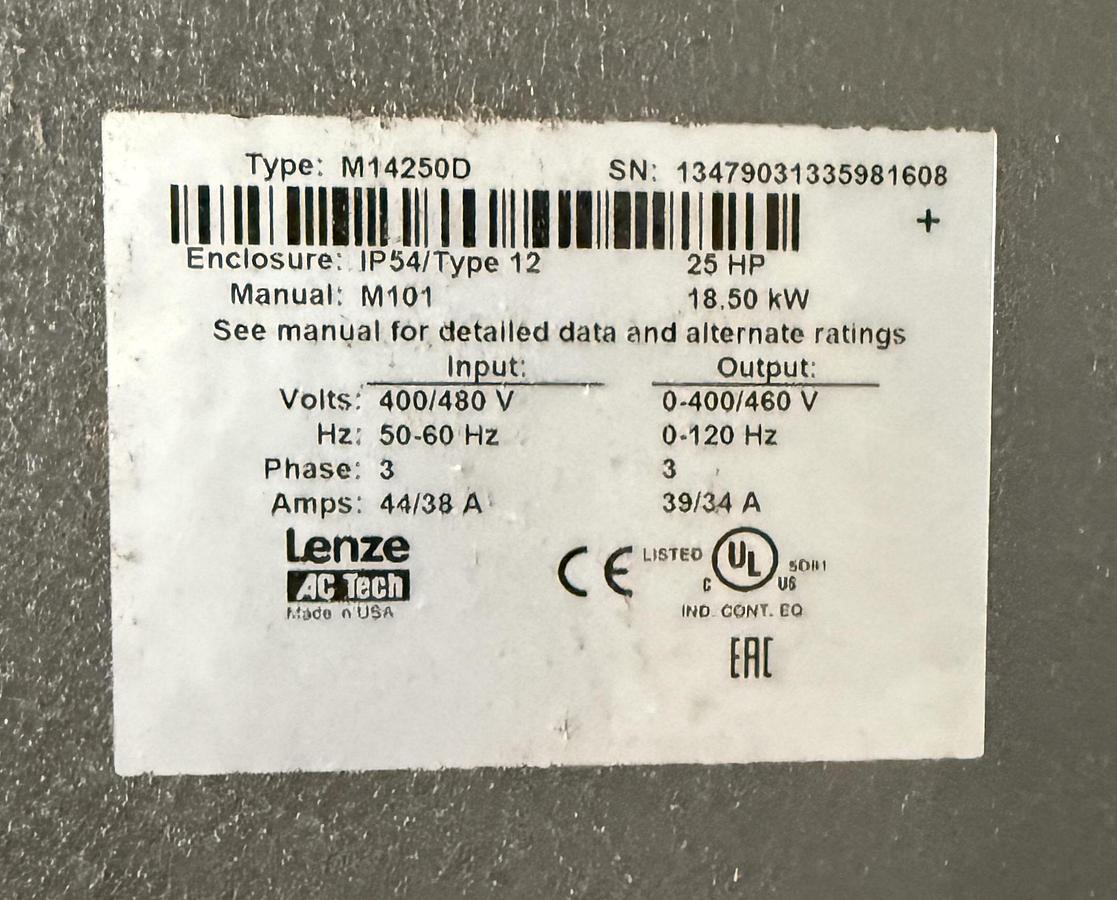 Type: M14250D SN: 13479031335981608
+
Enclosure: IP54/Type 12 25 HP
Manual: M101 18.50 kW
See manual for detailed data and alternate ratings
Input: Output:
Volts: 400/480 V 0-400/460 V
Hz: 50-60 Hz 0-120 Hz
Phase: 3 3
Amps: 44/38 A 39/34 A
Lenze
AC Tech
Made in USA
CE LISTED UL
C US
IND. CONT. EQ
EAC